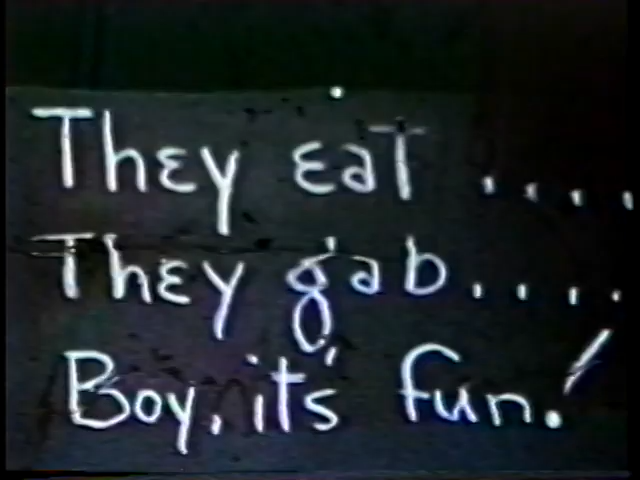 They eat ....
They gab....
Boy, it's fun!